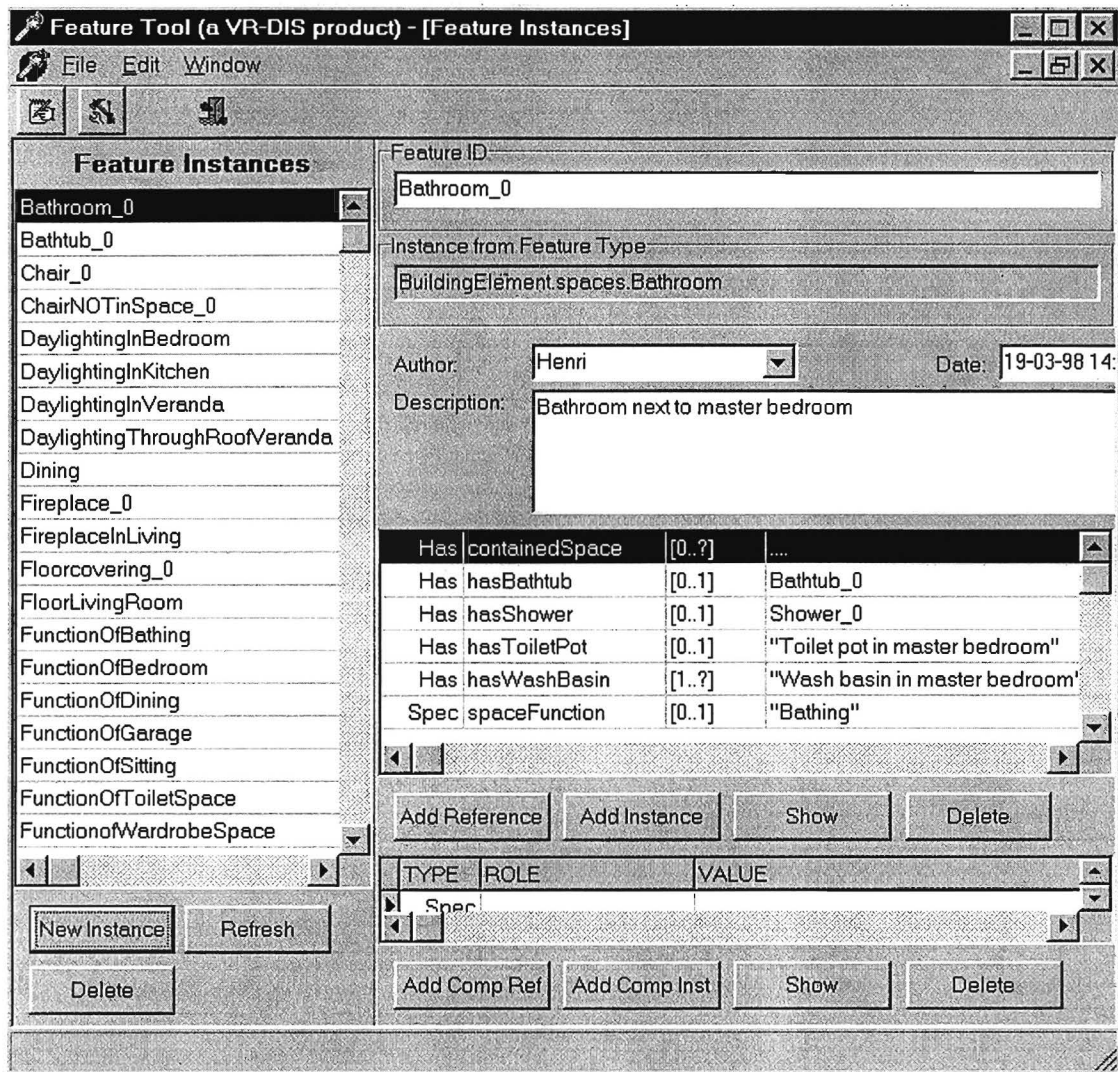 Feature Tool (a VR-DIS product) - [Feature Instances]
File Edit Window
Feature Instances
Bathroom_0
Bathtub_0
Chair_0
ChairNOTinSpace_0
DaylightingInBedroom
DaylightingInKitchen
DaylightingInVeranda
DaylightingThroughRoofVeranda
Dining
Fireplace_0
FireplaceInLiving
Floorcovering_0
FloorLivingRoom
FunctionOfBathing
FunctionOfBedroom
FunctionOfDining
FunctionOfGarage
FunctionOfSitting
FunctionOfToiletSpace
FunctionofWardrobeSpace
New Instance Refresh
Delete
Feature ID
Bathroom_0
Instance from Feature Type
BuildingElement.spaces.Bathroom
Author: Henri Date: 19-03-98 14:
Description: Bathroom next to master bedroom
Has containedSpace [0..?] ....
Has hasBathtub [0..1] Bathtub_0
Has hasShower [0..1] Shower_0
Has hasToiletPot [0..1] "Toilet pot in master bedroom"
Has hasWashBasin [1..?] "Wash basin in master bedroom"
Spec spaceFunction [0..1] "Bathing"
Add Reference Add Instance Show Delete
TYPE ROLE VALUE
Spec
Add Comp Ref Add Comp Inst Show Delete